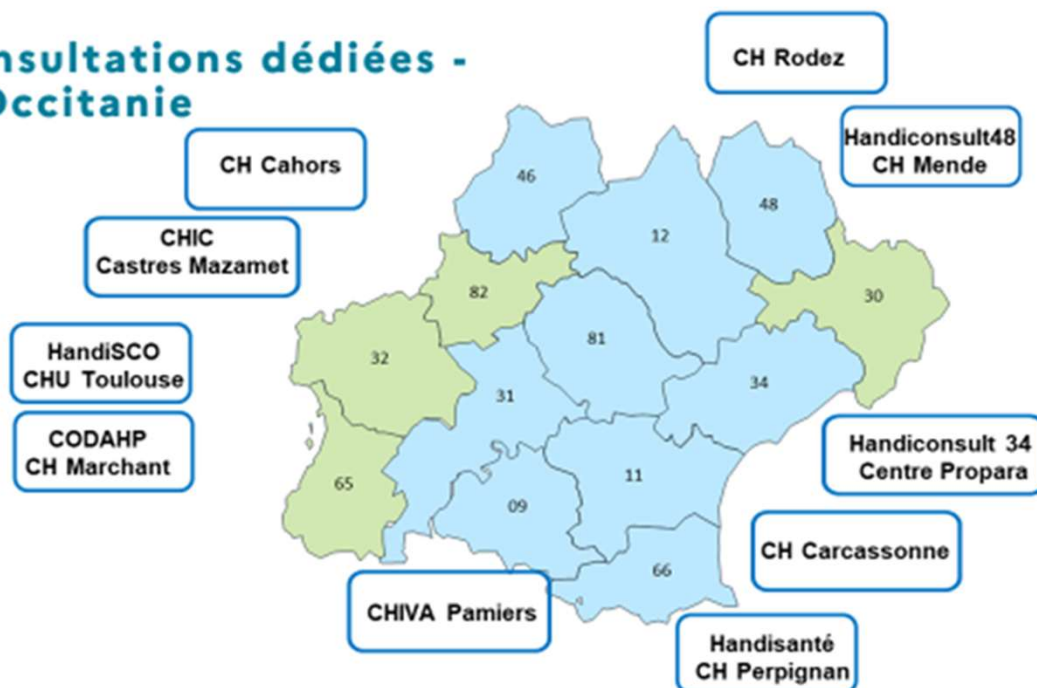 nsultations dédiées -
Occitanie
CH Rodez
Handiconsult48
CH Mende
CH Cahors
CHIC
Castres Mazamet
HandiSCO
CHU Toulouse
CODAHP
CH Marchant
46
48
12
82
30
81
32
34
31
11
65
09
66
Handiconsult 34
Centre Propara
CH Carcassonne
CHIVA Pamiers
Handisanté
CH Perpignan